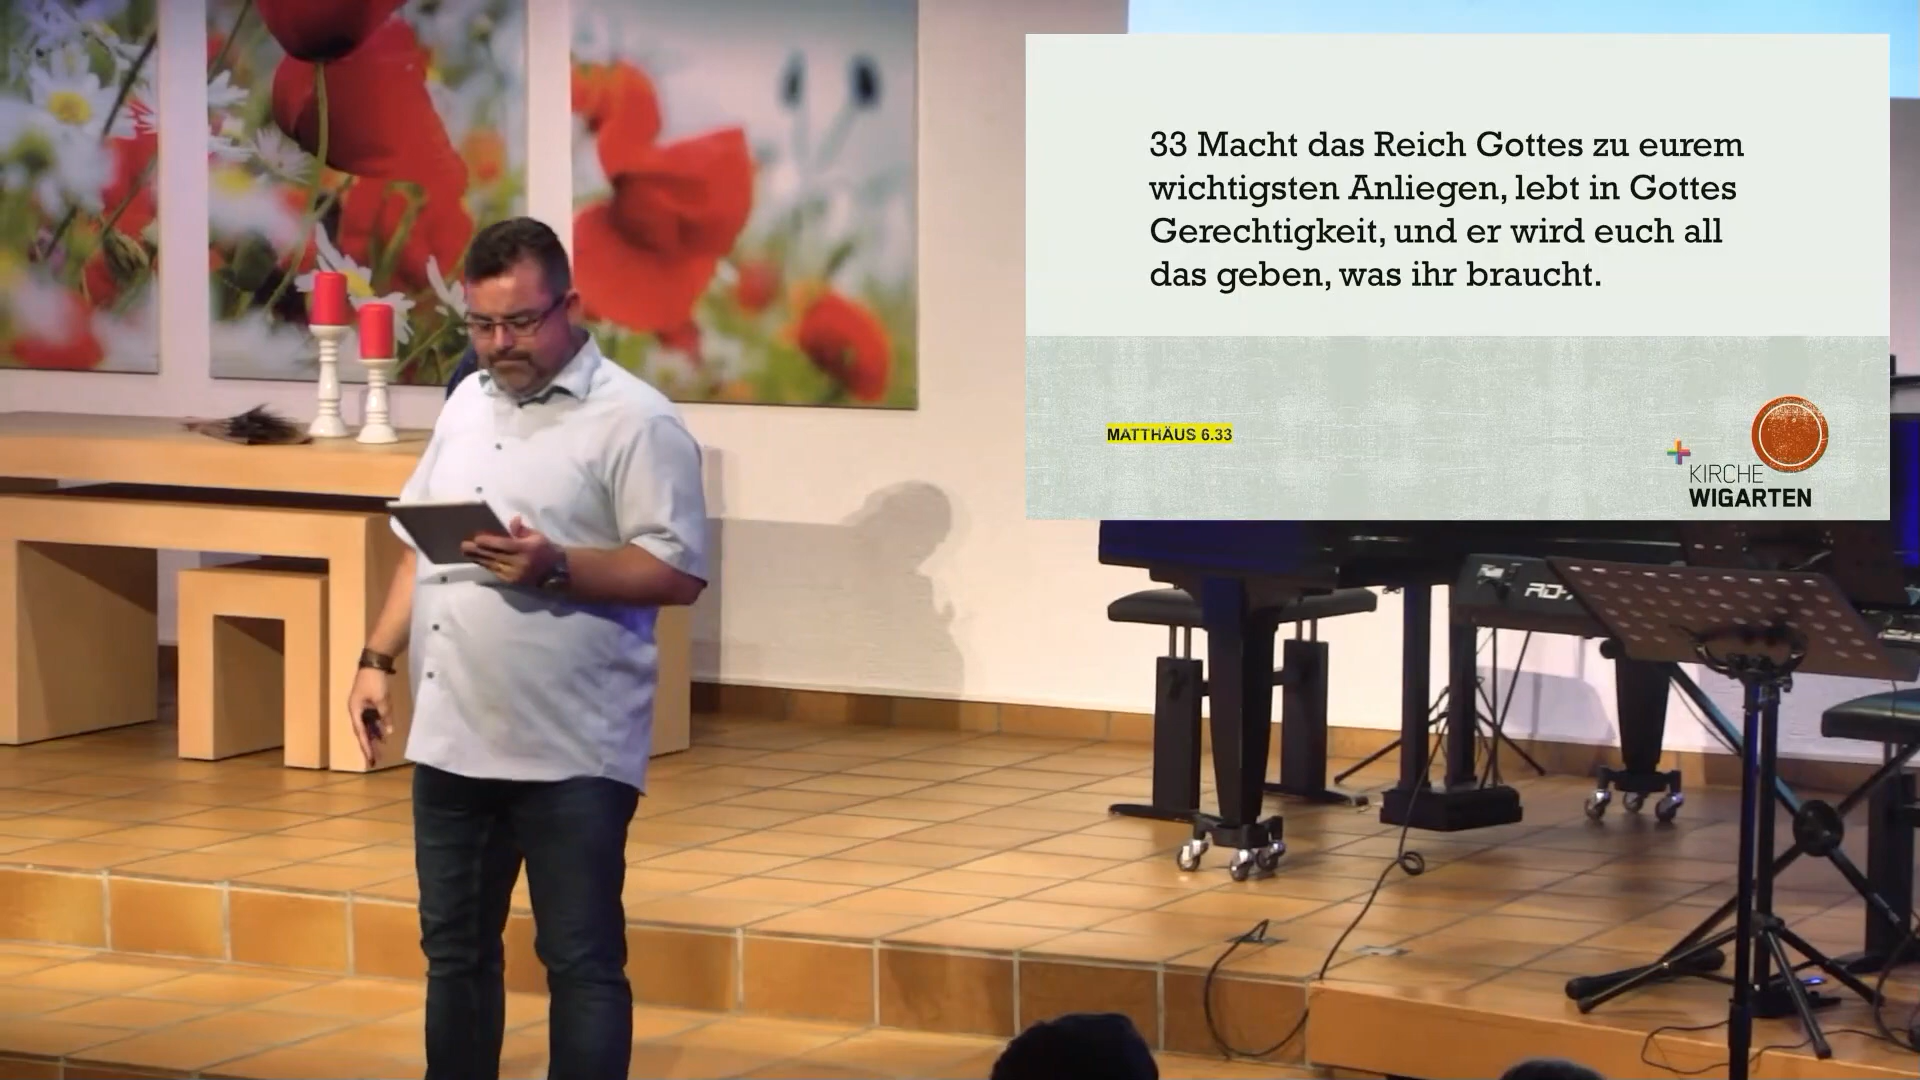 33 Macht das Reich Gottes zu eurem
wichtigsten Anliegen, lebt in Gottes
Gerechtigkeit, und er wird euch all
das geben, was ihr braucht.
MATTHÄUS 6.33
KIRCHE
WIGARTEN